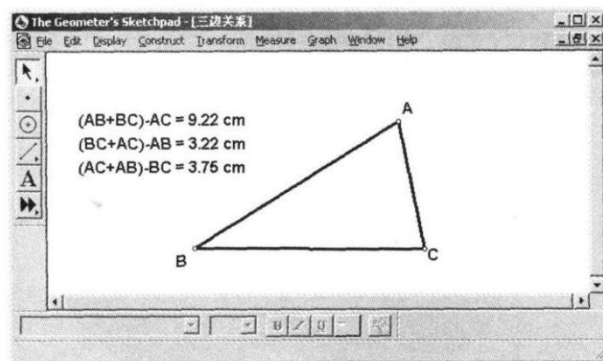 The Geometer's Sketchpad - [三边关系]
File Edit Display Construct Transform Measure Graph Window Help
(AB+BC)-AC = 9.22 cm
(BC+AC)-AB = 3.22 cm
(AC+AB)-BC = 3.75 cm
A
B
C
A